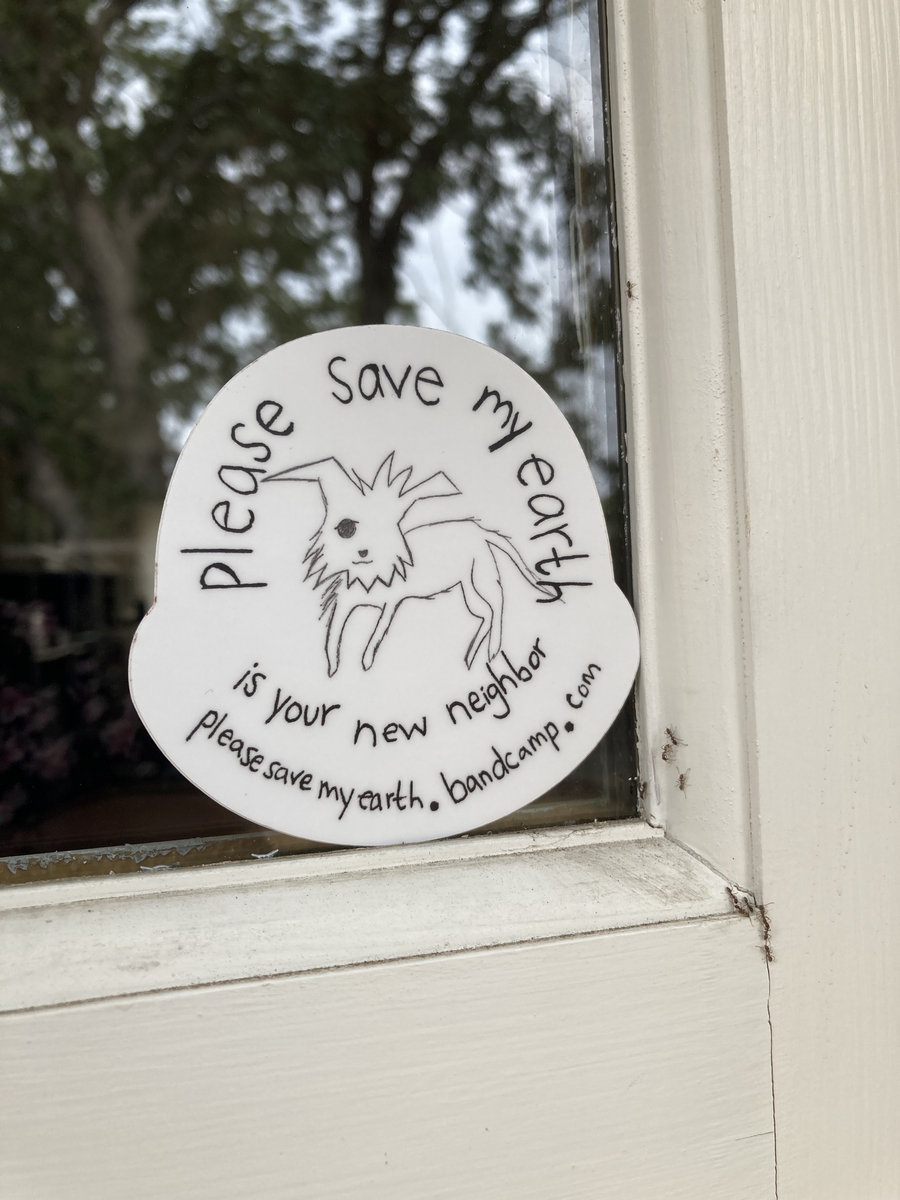 please save my earth
is your new neighbor
pleasesavemyearth.bandcamp.com